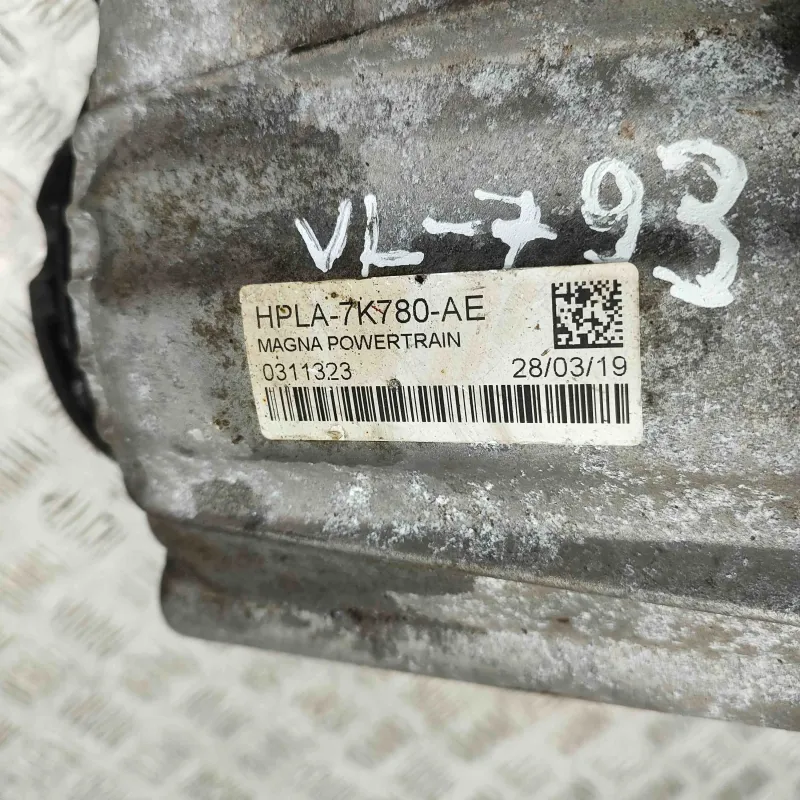 VL-793
HPLA-7K780-AE
MAGNA POWERTRAIN
0311323 28/03/19